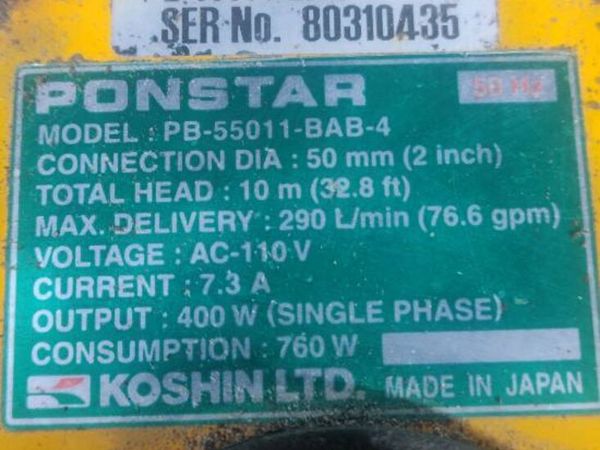 SER No. 80310435
PONSTAR 50 Hz
MODEL : PB-55011-BAB-4
CONNECTION DIA : 50 mm (2 inch)
TOTAL HEAD : 10 m (32.8 ft)
MAX. DELIVERY : 290 L/min (76.6 gpm)
VOLTAGE : AC-110 V
CURRENT : 7.3 A
OUTPUT : 400 W (SINGLE PHASE)
CONSUMPTION : 760 W
KOSHIN LTD. MADE IN JAPAN